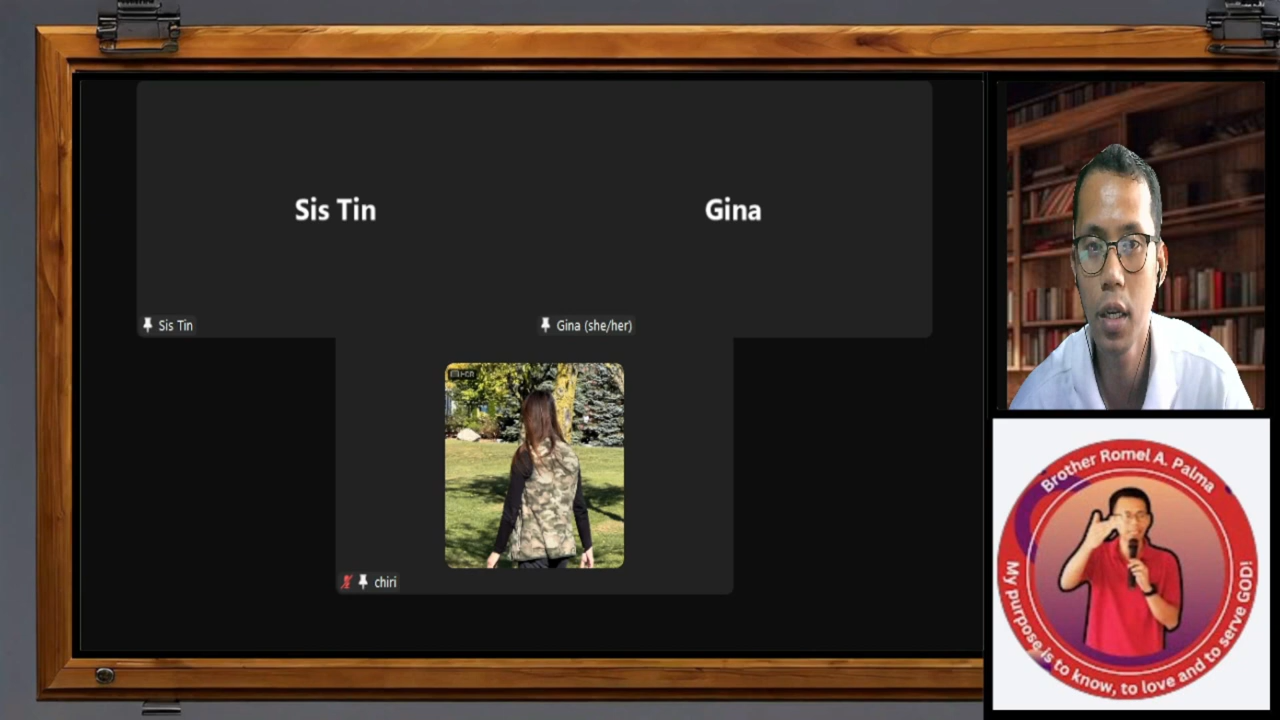 Sis Tin
Gina
Sis Tin
Gina (she/her)
chiri
Brother Romel A. Palma
My purpose is to know, to love and to serve GOD!